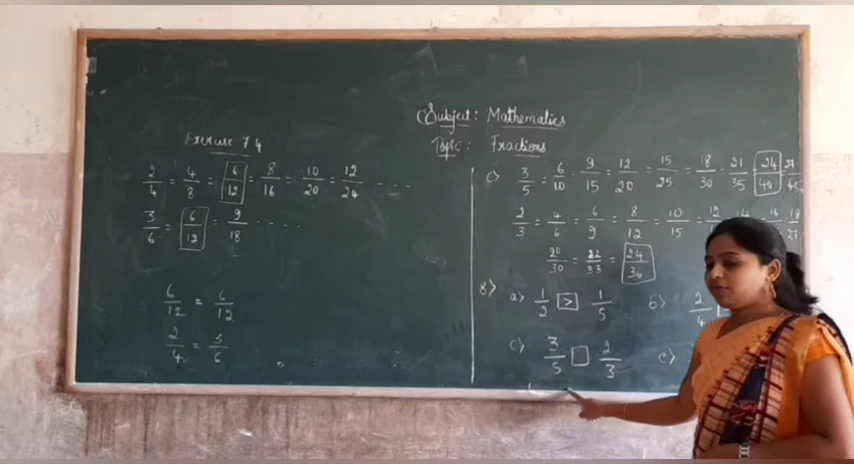 Subject: Mathematics
Topic: Fractions
Exercise 7.4
2/4 = 4/8 = 6/12 = 8/16 = 10/20 = 12/24 ....
3/6 = 6/12 = 9/18 ....
6/12 = 6/12
2/4 = 3/6
c) 3/5 = 6/10 = 9/15 = 12/20 = 15/25 = 18/30 = 21/35 = 24/40 = 27/45
2/3 = 4/6 = 6/9 = 8/12 = 10/15 =
20/30 = 22/33 = 24/36
8)
a) 1/2 > 1/5
b) 2/4
c) 3/5 □ 2/3
e)